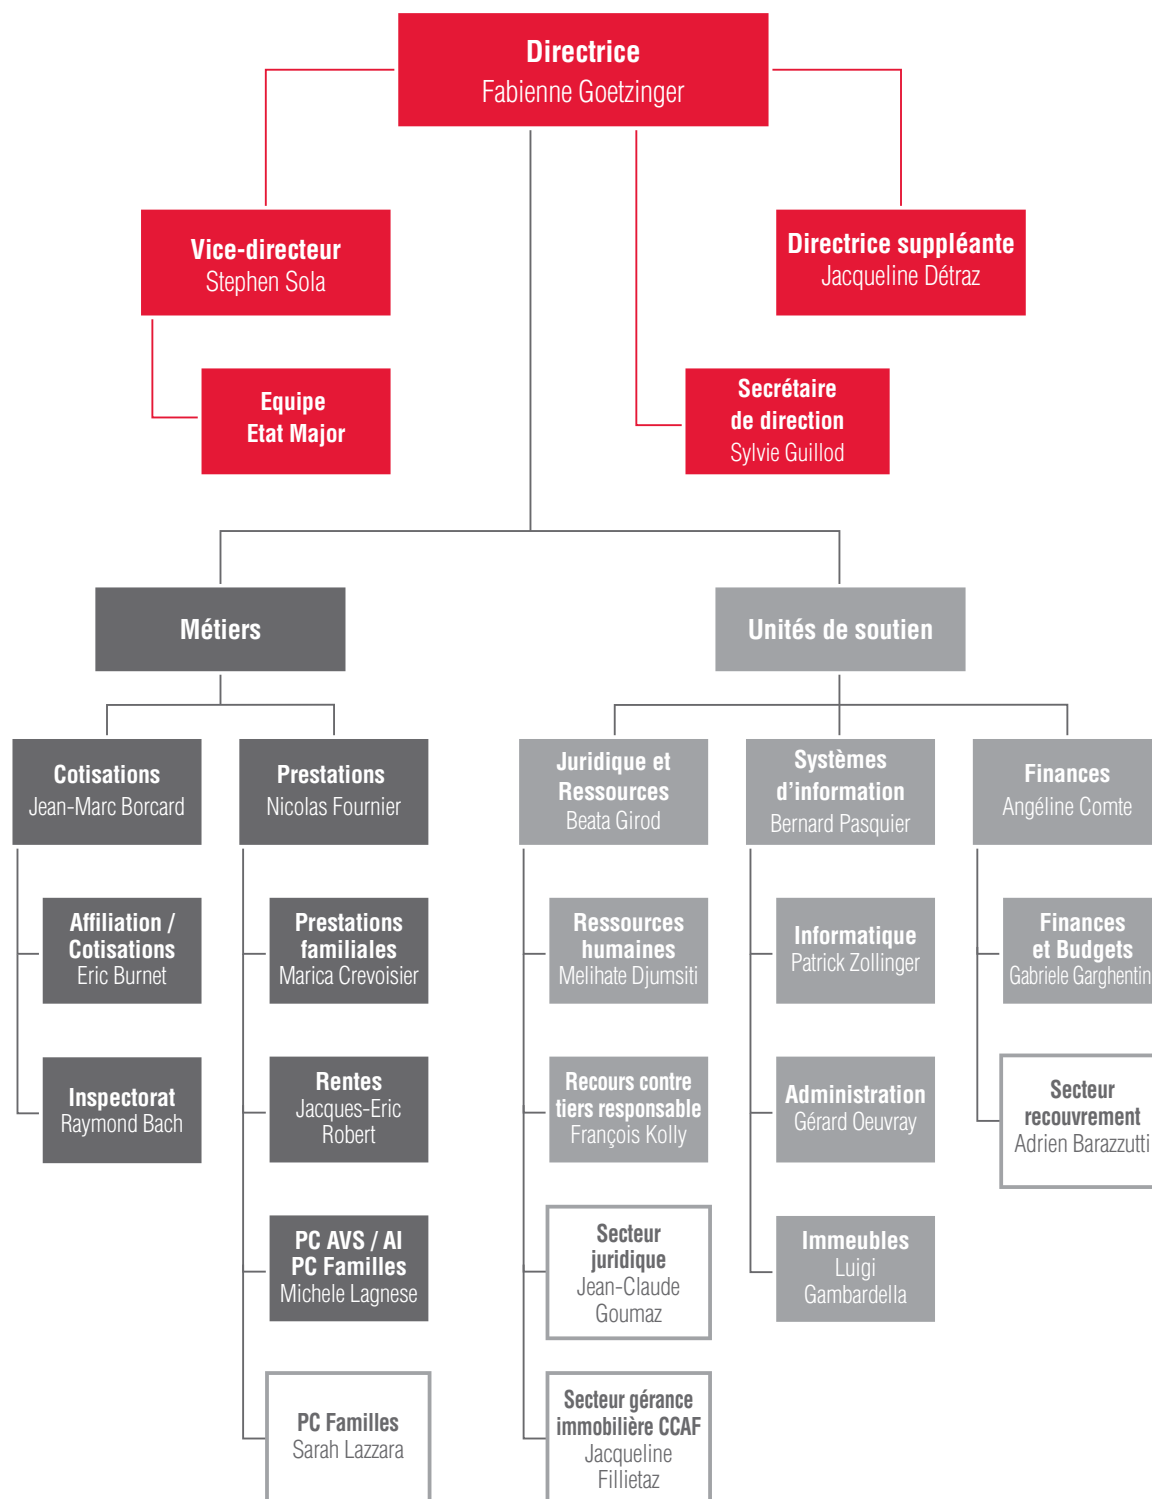 Directrice
Fabienne Goetzinger
Vice-directeur
Stephen Sola
Directrice suppléante
Jacqueline Détraz
Equipe
Etat Major
Secrétaire
de direction
Sylvie Guillod
Métiers
Unités de soutien
Cotisations
Jean-Marc Borcard
Prestations
Nicolas Fournier
Juridique et
Ressources
Beata Girod
Systèmes
d’information
Bernard Pasquier
Finances
Angéline Comte
Affiliation /
Cotisations
Eric Burnet
Prestations
familiales
Marica Crevoisier
Ressources
humaines
Melihate Djumsiti
Informatique
Patrick Zollinger
Finances
et Budgets
Gabriele Garghentin
Inspectorat
Raymond Bach
Rentes
Jacques-Eric
Robert
Recours contre
tiers responsable
François Kolly
Administration
Gérard Oeuvray
Secteur
recouvrement
Adrien Barazzutti
PC AVS / AI
PC Familles
Michele Lagnese
Secteur
juridique
Jean-Claude
Goumaz
Immeubles
Luigi
Gambardella
PC Familles
Sarah Lazzara
Secteur gérance
immobilière CCAF
Jacqueline
Fillietaz